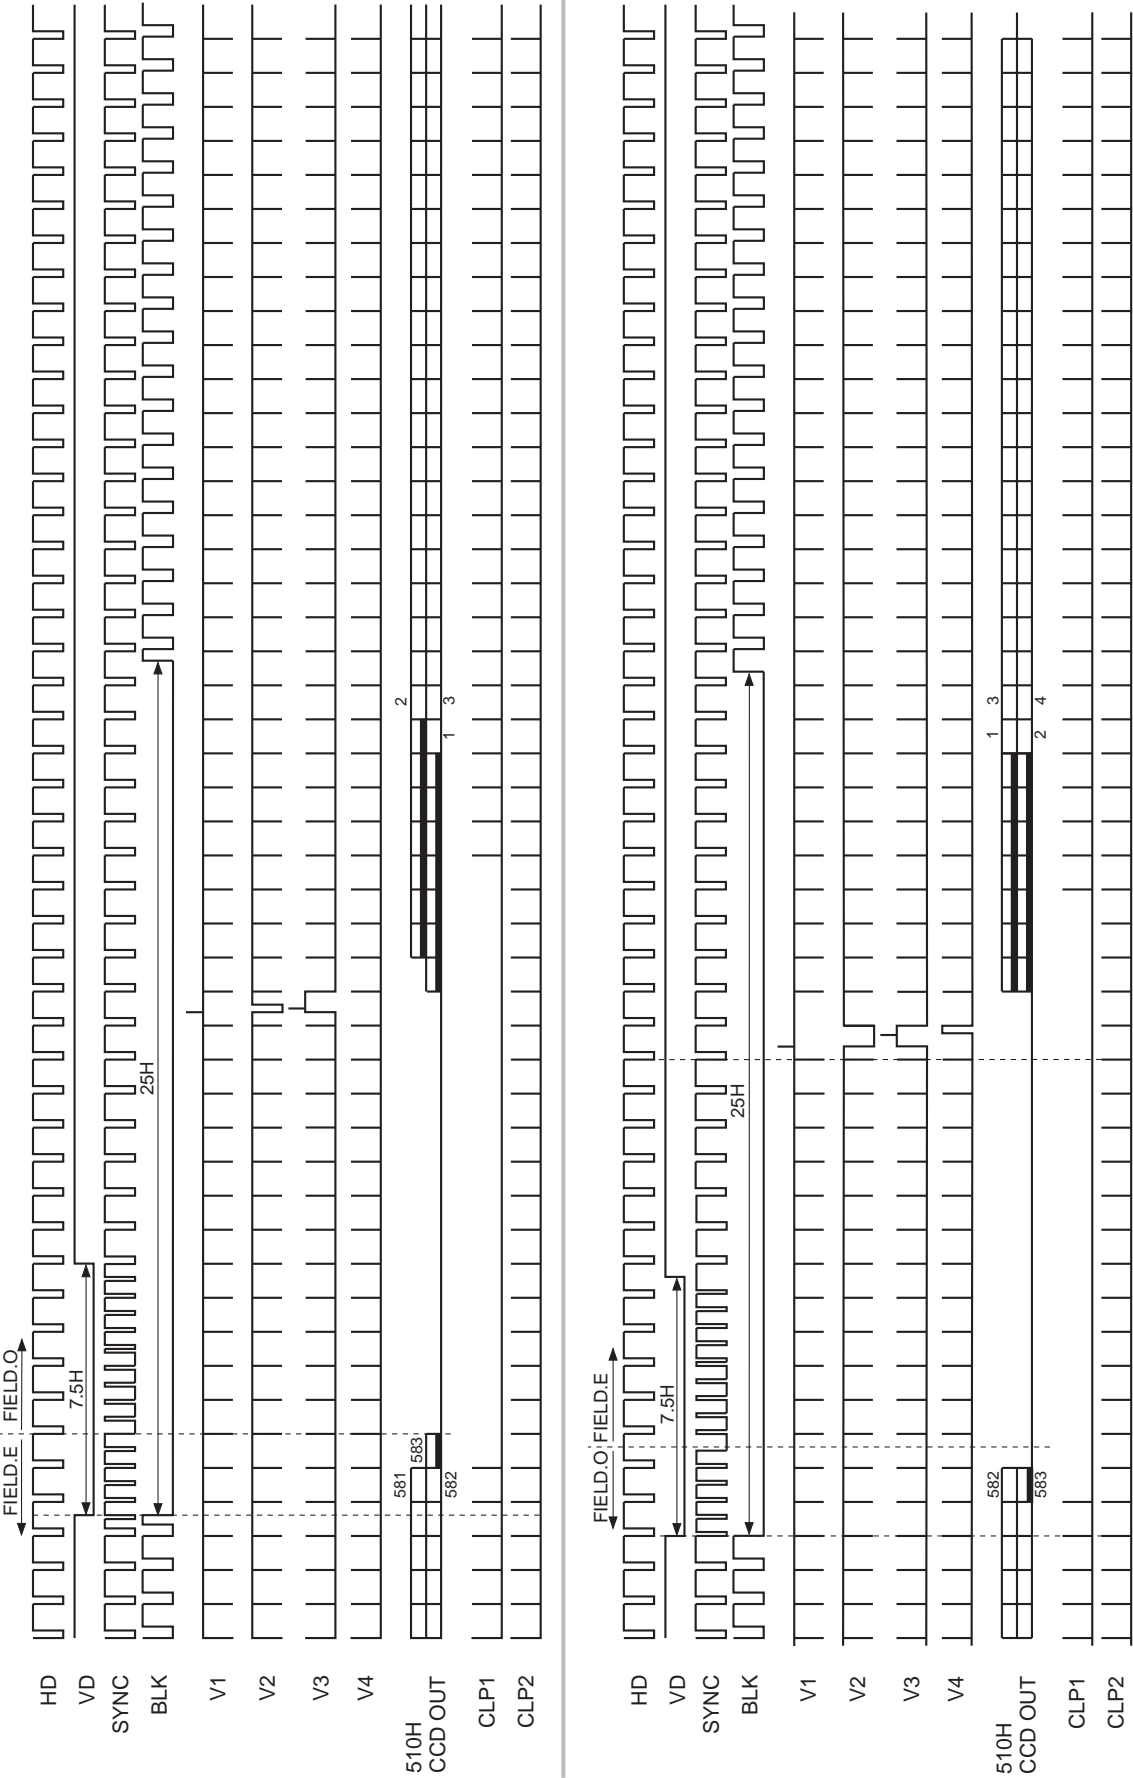 FIELD.E FIELD.O
HD
VD
7.5H
SYNC
BLK
25H
V1
V2
V3
V4
510H
CCD OUT
581
583
582
2
1
3
CLP1
CLP2
FIELD.O FIELD.E
HD
VD
7.5H
SYNC
BLK
25H
V1
V2
V3
V4
510H
CCD OUT
582
583
1
3
2
4
CLP1
CLP2